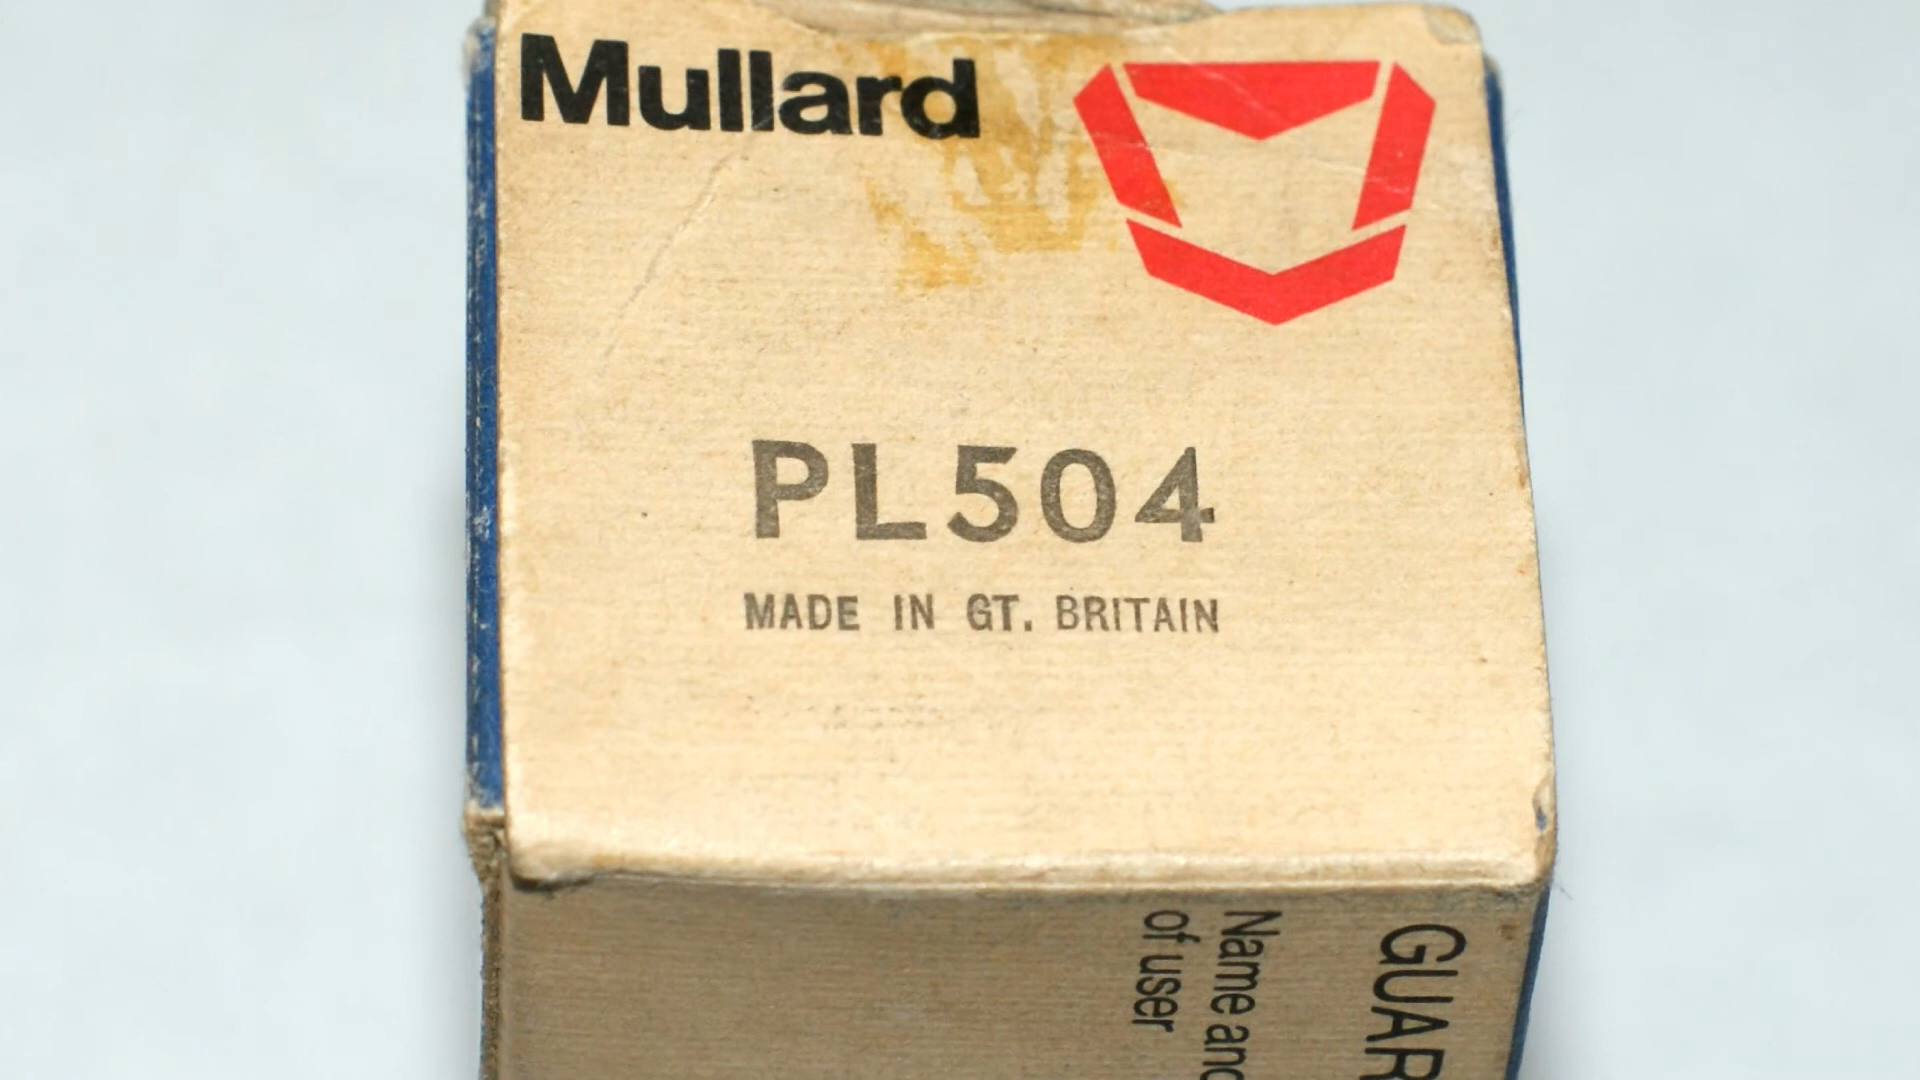 Mullard
PL504
MADE IN GT. BRITAIN
GUAR
Name and
of user